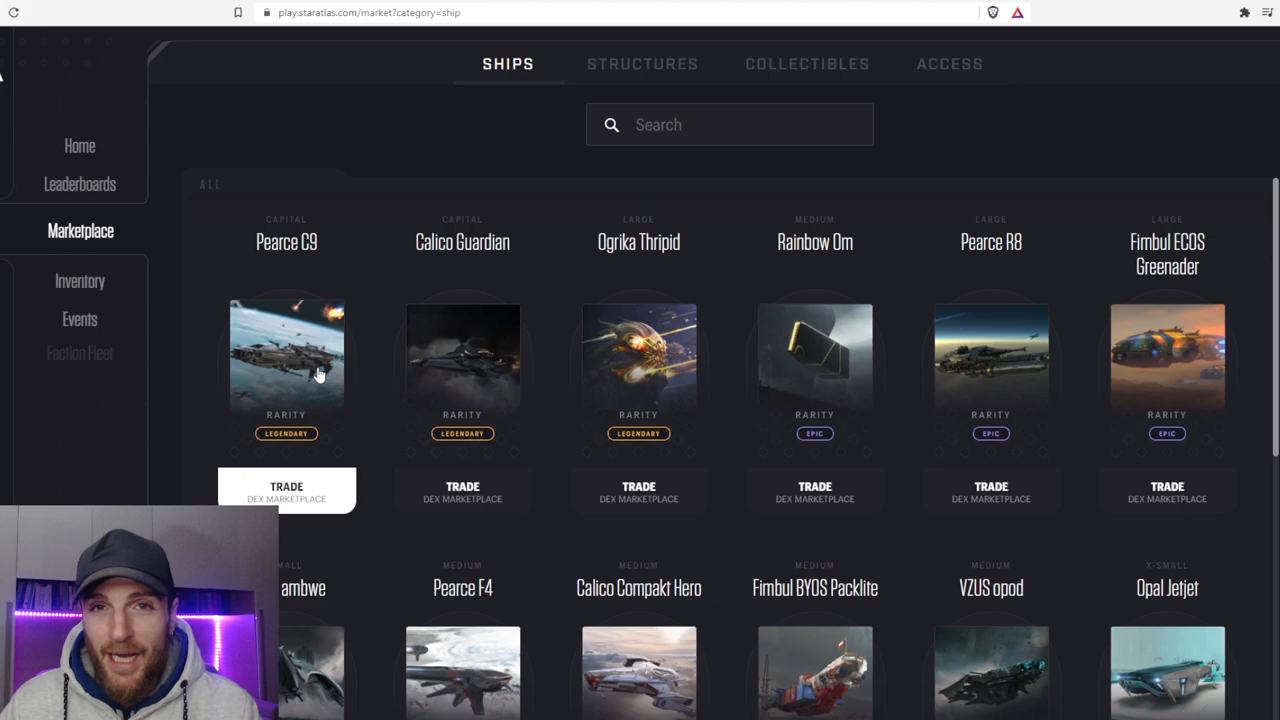 play.staratlas.com/market?category=ship
SHIPS STRUCTURES COLLECTIBLES ACCESS
Search
Home
Leaderboards
Marketplace
Inventory
Events
Faction Fleet
ALL
CAPITAL CAPITAL LARGE MEDIUM LARGE LARGE
Pearce C9 Calico Guardian Ogrika Thripid Rainbow Om Pearce R8 Fimbul ECOS
Greenader
RARITY RARITY RARITY RARITY RARITY RARITY
LEGENDARY LEGENDARY LEGENDARY EPIC EPIC EPIC
TRADE TRADE TRADE TRADE TRADE TRADE
DEX MARKETPLACE DEX MARKETPLACE DEX MARKETPLACE DEX MARKETPLACE DEX MARKETPLACE DEX MARKETPLACE
MALL MEDIUM MEDIUM MEDIUM MEDIUM X-SMALL
ambwe Pearce F4 Calico Compakt Hero Fimbul BYOS Packlite VZUS opod Opal Jetjet